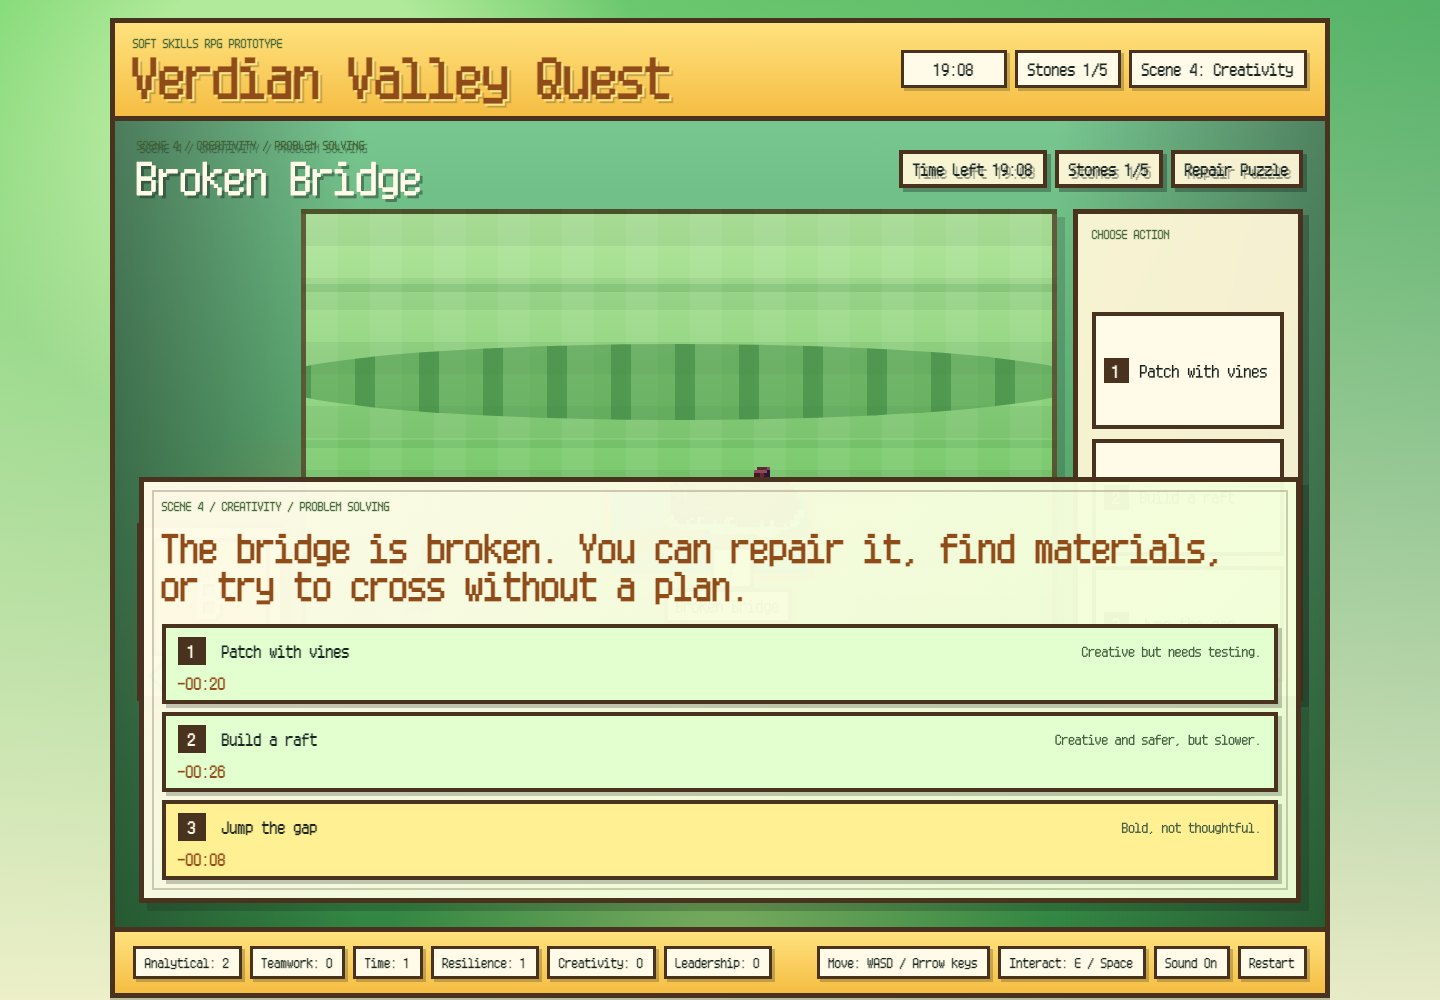 SOFT SKILLS RPG PROTOTYPE
Verdian Valley Quest
19:08
Stones 1/5
Scene 4: Creativity
SCENE 4 / CREATIVITY / PROBLEM SOLVING
Broken Bridge
Time Left 19:08
Stones 1/5
Repair Puzzle
CHOOSE ACTION
1 Patch with vines
2 Build a raft
SCENE 4 / CREATIVITY / PROBLEM SOLVING
The bridge is broken. You can repair it, find materials,
or try to cross without a plan.
Bridge
1 Patch with vines
Creative but needs testing.
-00:20
2 Build a raft
Creative and safer, but slower.
-00:26
3 Jump the gap
Bold, not thoughtful.
-00:08
Analytical: 2
Teamwork: 0
Time: 1
Resilience: 1
Creativity: 0
Leadership: 0
Move: WASD / Arrow keys
Interact: E / Space
Sound On
Restart